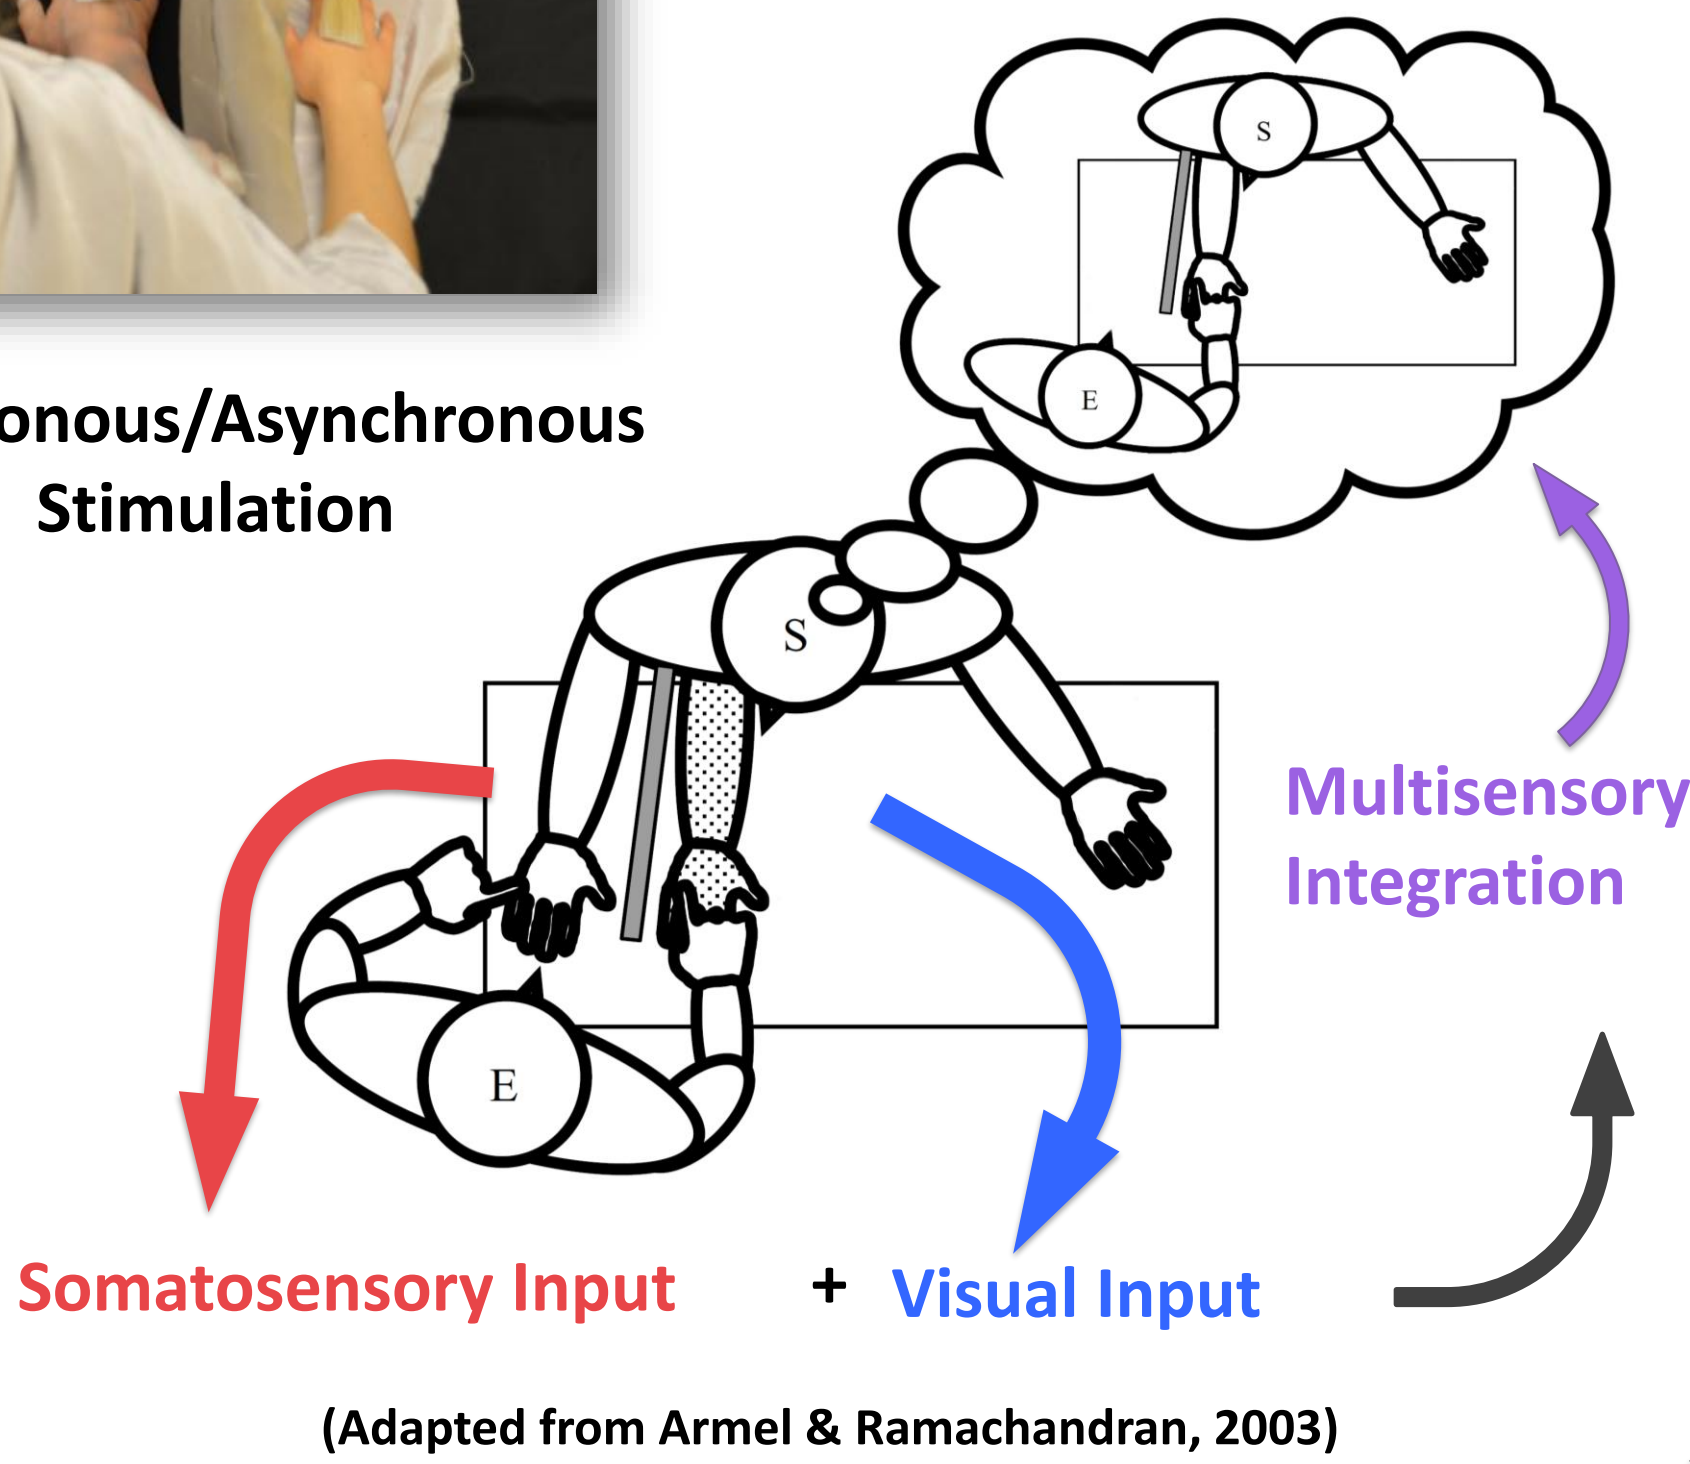 onous/Asynchronous
Stimulation
S
E
S
E
Multisensory
Integration
Somatosensory Input + Visual Input
(Adapted from Armel & Ramachandran, 2003)